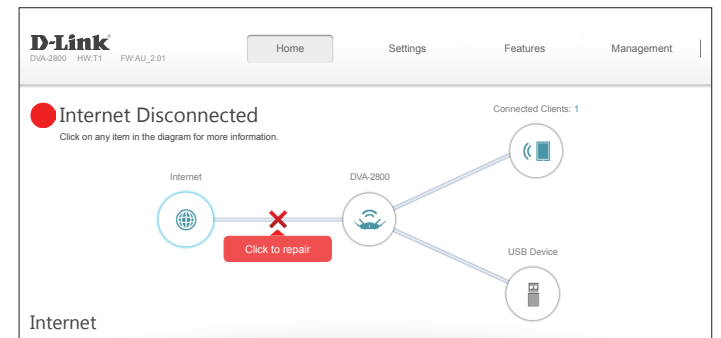 D-Link
DVA-2800 HW:T1 FW:AU_2.01
Home Settings Features Management
Internet Disconnected
Click on any item in the diagram for more information.
Connected Clients: 1
Internet
DVA-2800
Click to repair
USB Device
Internet